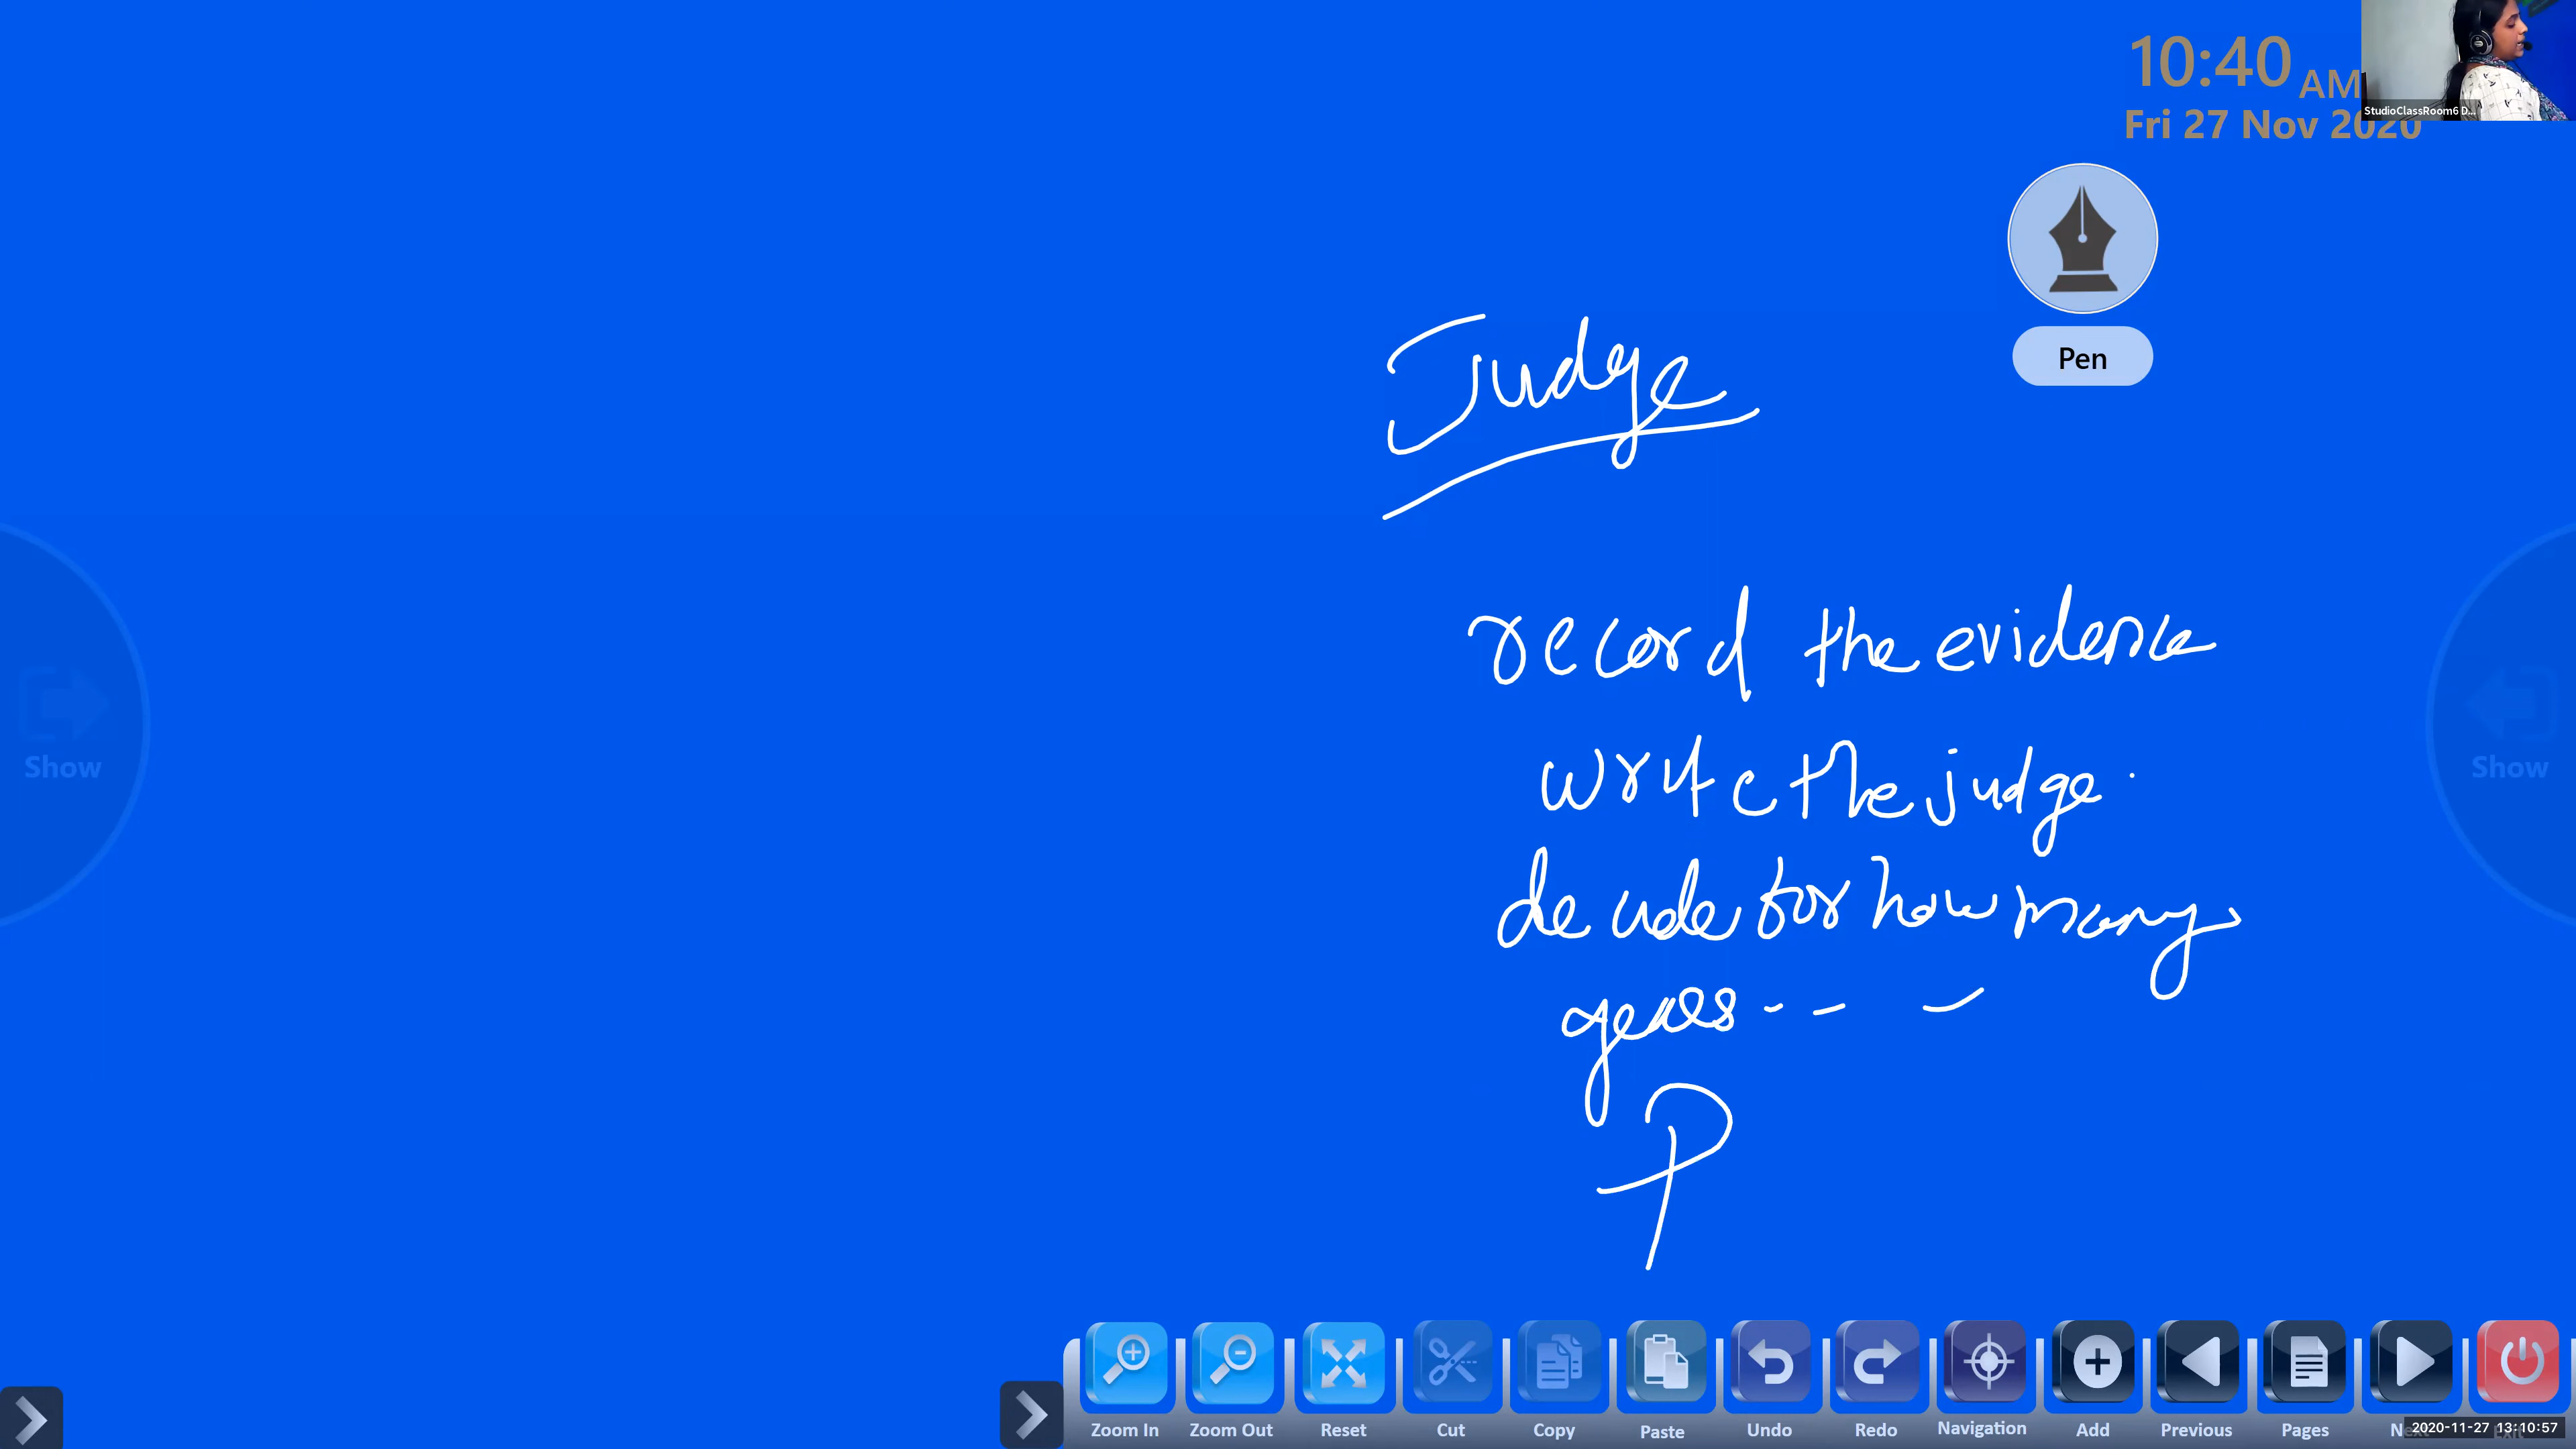 10:40 AM
Fri 27 Nov 2020
StudioClassRoom6 D...
Pen
Judge
record the evidence
write the judge.
decide for how many
years-- -
P
Show
Show
Zoom In Zoom Out Reset Cut Copy Paste Undo Redo Navigation Add Previous Pages
2020-11-27 13:10:57